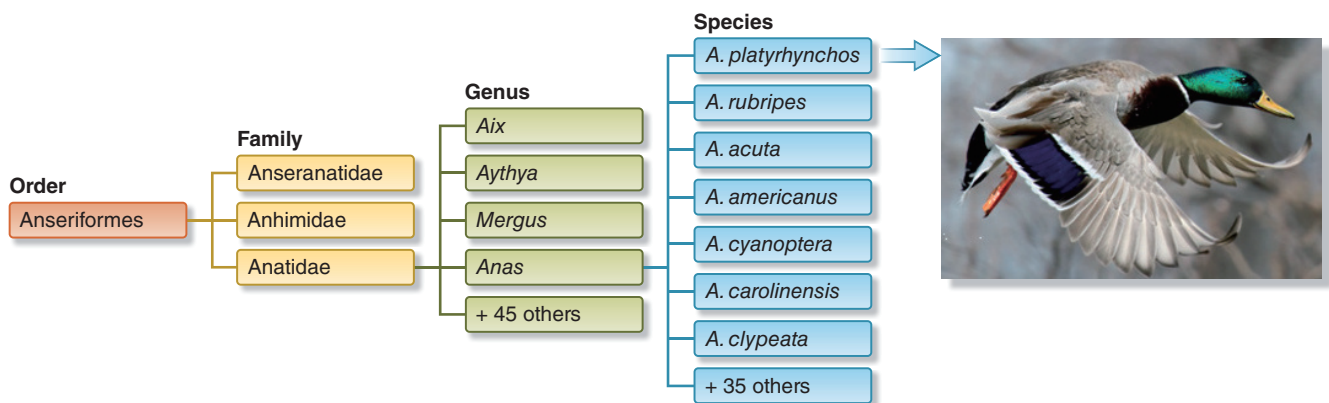 Order
Anseriformes
Family
Anseranatidae
Anhimidae
Anatidae
Genus
Aix
Aythya
Mergus
Anas
+ 45 others
Species
A. platyrhynchos
A. rubripes
A. acuta
A. americanus
A. cyanoptera
A. carolinensis
A. clypeata
+ 35 others